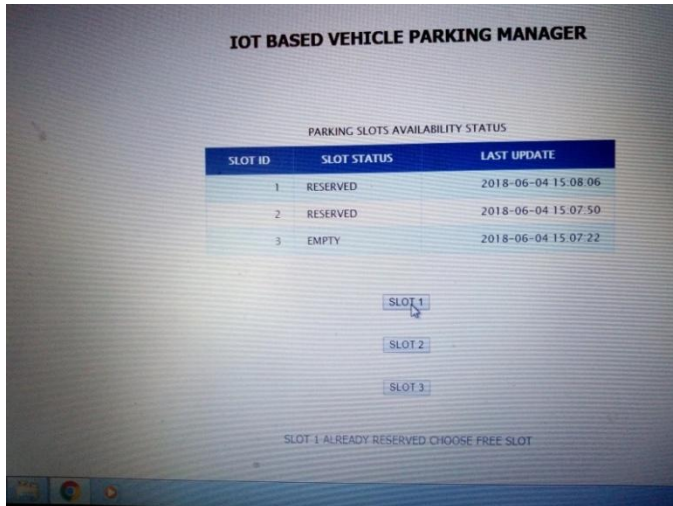 IOT BASED VEHICLE PARKING MANAGER
PARKING SLOTS AVAILABILITY STATUS
SLOT ID SLOT STATUS LAST UPDATE
1 RESERVED 2018-06-04 15:08:06
2 RESERVED 2018-06-04 15:07:50
3 EMPTY 2018-06-04 15:07:22
SLOT 1
SLOT 2
SLOT 3
SLOT 1 ALREADY RESERVED CHOOSE FREE SLOT